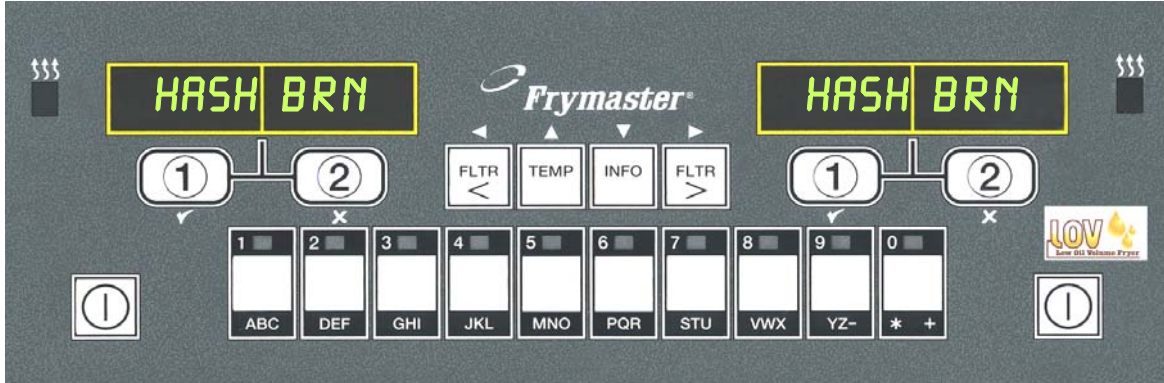 HASH BRN
HASH BRN
Frymaster®
FLTR
<
TEMP
INFO
FLTR
>
1
2
1
2
✓
×
✓
×
1
2
3
4
5
6
7
8
9
0
ABC
DEF
GHI
JKL
MNO
PQR
STU
VWX
YZ-
* +
LOV
Low Oil Volume Fryer